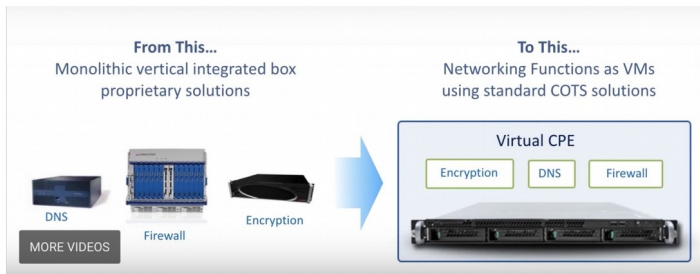 From This...
Monolithic vertical integrated box
proprietary solutions
To This...
Networking Functions as VMs
using standard COTS solutions
Virtual CPE
Encryption
DNS
Firewall
DNS
Firewall
Encryption
MORE VIDEOS